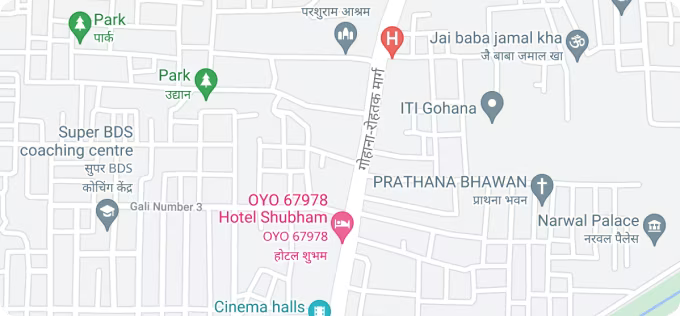 Park
पार्क
परशुराम आश्रम
H
Jai baba jamal kha
जै बाबा जमाल खा
Park
उद्यान
गोहाना-रोहतक मार्ग
ITI Gohana
Super BDS
coaching centre
सुपर BDS
कोचिंग केंद्र
Gali Number 3
OYO 67978
Hotel Shubham
OYO 67978
होटल शुभम
PRATHANA BHAWAN
प्राथना भवन
Narwal Palace
नरवल पैलेस
Cinema halls